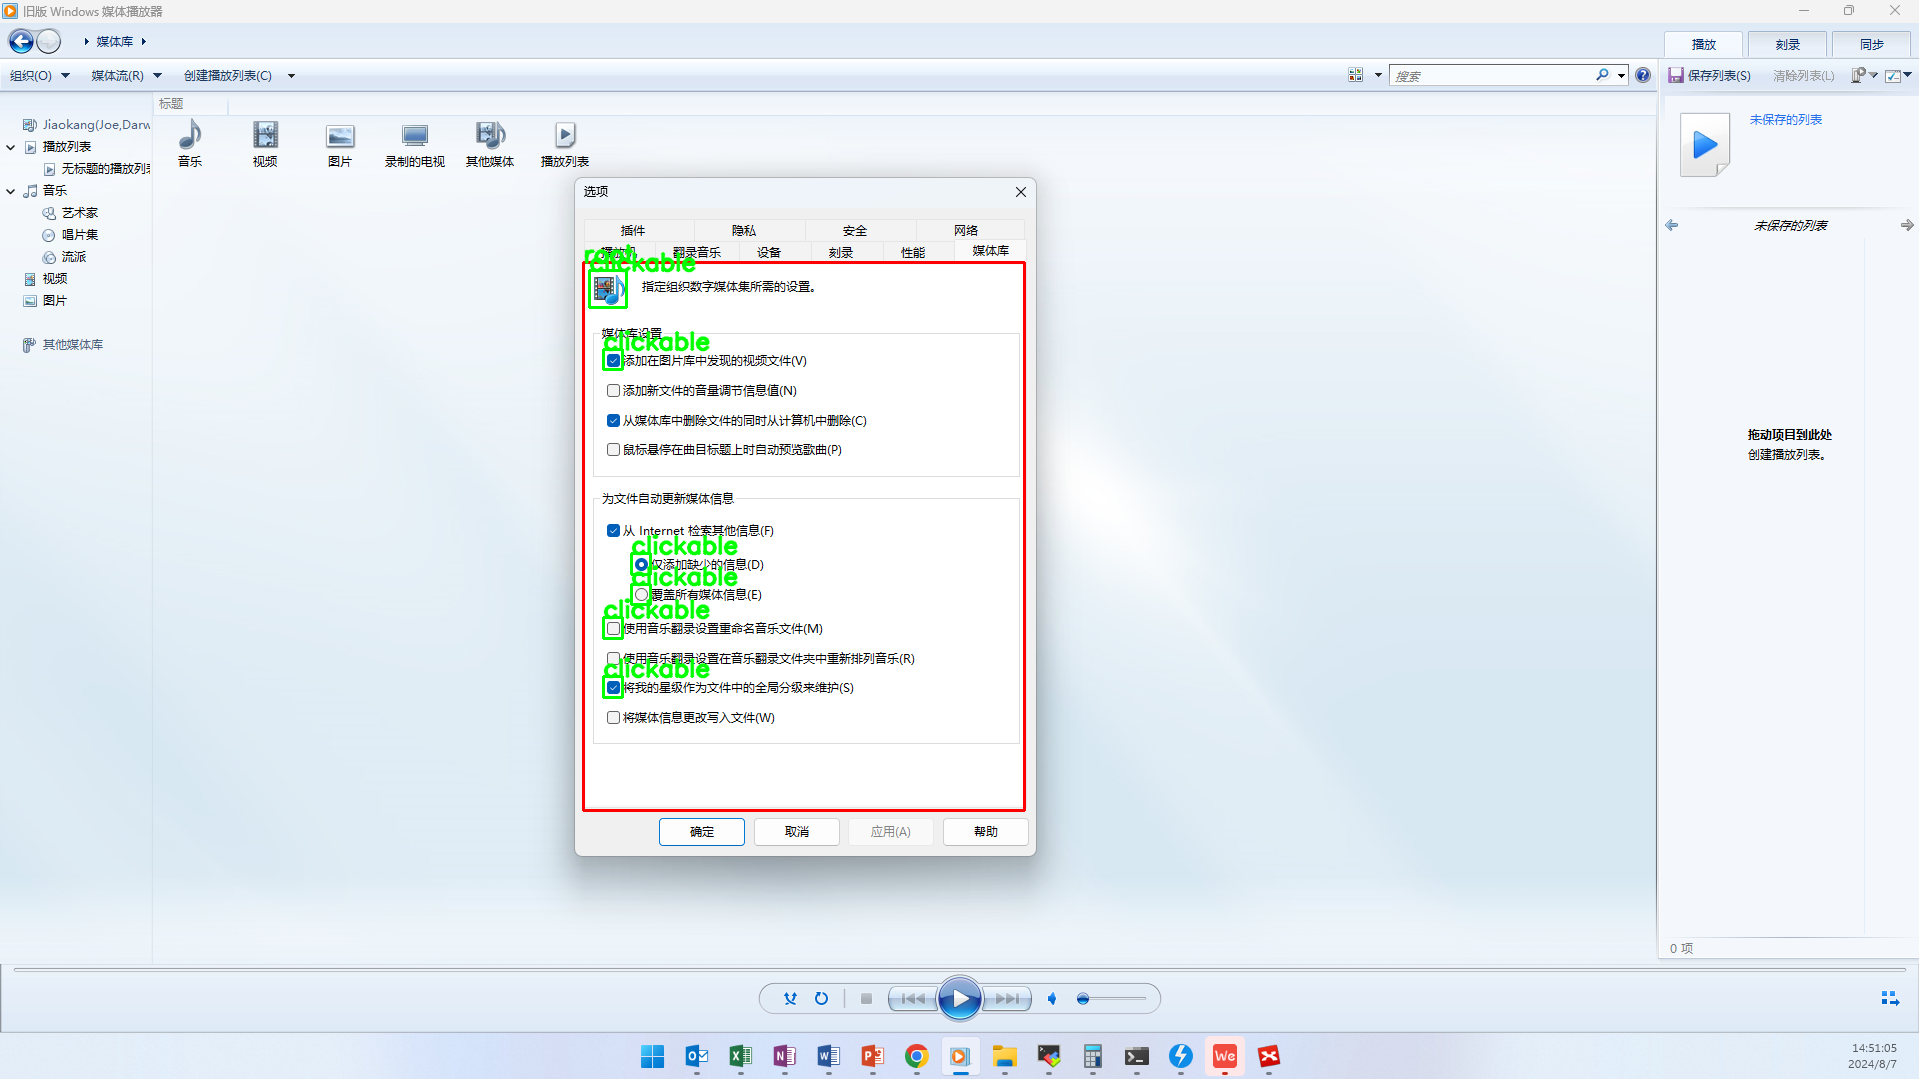 旧版 Windows 媒体播放器
媒体库
播放
刻录
同步
组织(O)
媒体流(R)
创建播放列表(C)
搜索
保存列表(S)
清除列表(L)
标题
Jiaokang(Joe,Darw
播放列表
无标题的播放列表
音乐
艺术家
唱片集
流派
视频
图片
其他媒体库
音乐
视频
图片
录制的电视
其他媒体
播放列表
未保存的列表
未保存的列表
拖动项目到此处
创建播放列表。
0 项
选项
插件
隐私
安全
网络
播放机
翻录音乐
设备
刻录
性能
媒体库
clickable
指定组织数字媒体集所需的设置。
媒体库设置
clickable
添加在图片库中发现的视频文件(V)
添加新文件的音量调节信息值(N)
从媒体库中删除文件的同时从计算机中删除(C)
鼠标悬停在曲目标题上时自动预览歌曲(P)
为文件自动更新媒体信息
从 Internet 检索其他信息(F)
clickable
仅添加缺少的信息(D)
clickable
覆盖所有媒体信息(E)
clickable
使用音乐翻录设置重命名音乐文件(M)
使用音乐翻录设置在音乐翻录文件夹中重新排列音乐(R)
clickable
将我的星级作为文件中的全局分级来维护(S)
将媒体信息更改写入文件(W)
确定
取消
应用(A)
帮助
We
14:51:05
2024/8/7